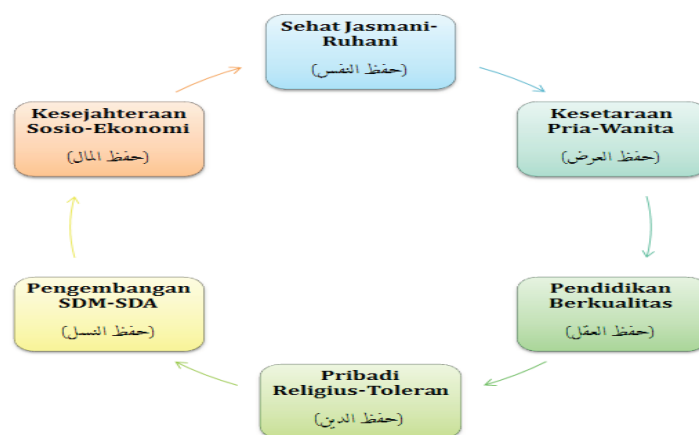 Sehat Jasmani-
Ruhani
(حفظ النفس)
Kesetaraan
Pria-Wanita
(حفظ العرض)
Pendidikan
Berkualitas
(حفظ العقل)
Pribadi
Religius-Toleran
(حفظ الدين)
Pengembangan
SDM-SDA
(حفظ النسل)
Kesejahteraan
Sosio-Ekonomi
(حفظ المال)